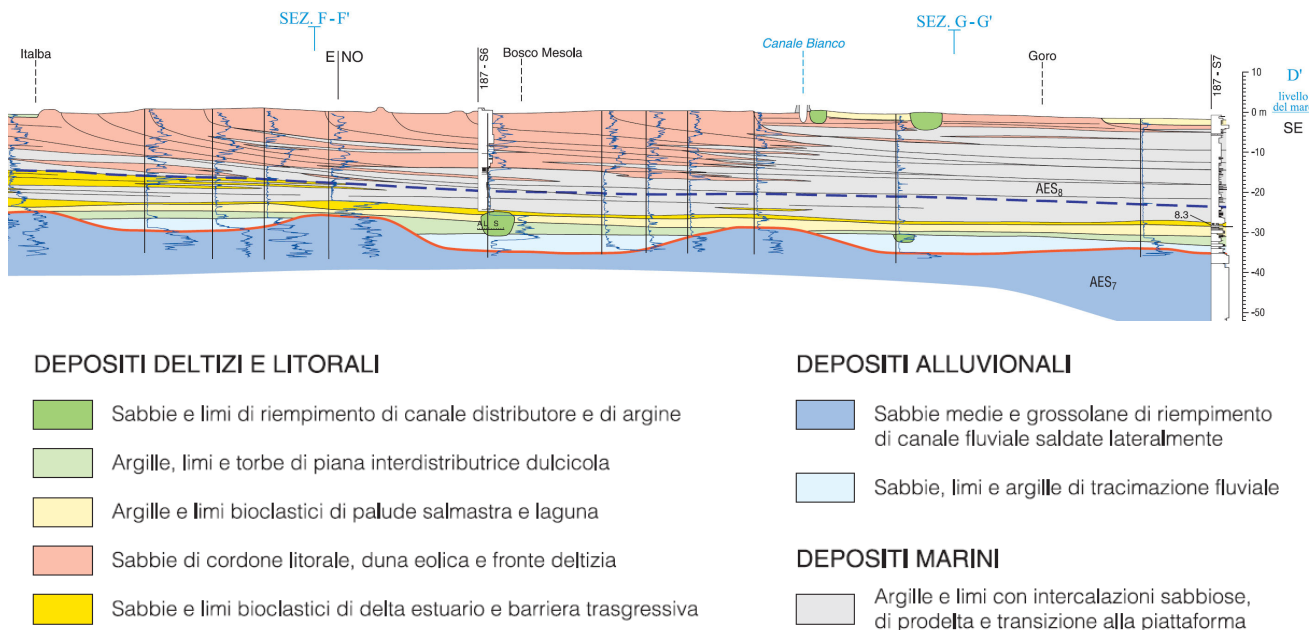 SEZ. F-F'
SEZ. G-G'
Italba
E NO
187 - S6
Bosco Mesola
Canale Bianco
Goro
187 - S7
D'
livello
del mare
SE
10
0 m
-10
-20
-30
-40
-50
AES8
8.3
S
AES7
DEPOSITI DELTIZI E LITORALI
Sabbie e limi di riempimento di canale distributore e di argine
Argille, limi e torbe di piana interdistributrice dulcicola
Argille e limi bioclastici di palude salmastra e laguna
Sabbie di cordone litorale, duna eolica e fronte deltizia
Sabbie e limi bioclastici di delta estuario e barriera trasgressiva
DEPOSITI ALLUVIONALI
Sabbie medie e grossolane di riempimento
di canale fluviale saldate lateralmente
Sabbie, limi e argille di tracimazione fluviale
DEPOSITI MARINI
Argille e limi con intercalazioni sabbiose,
di prodelta e transizione alla piattaforma